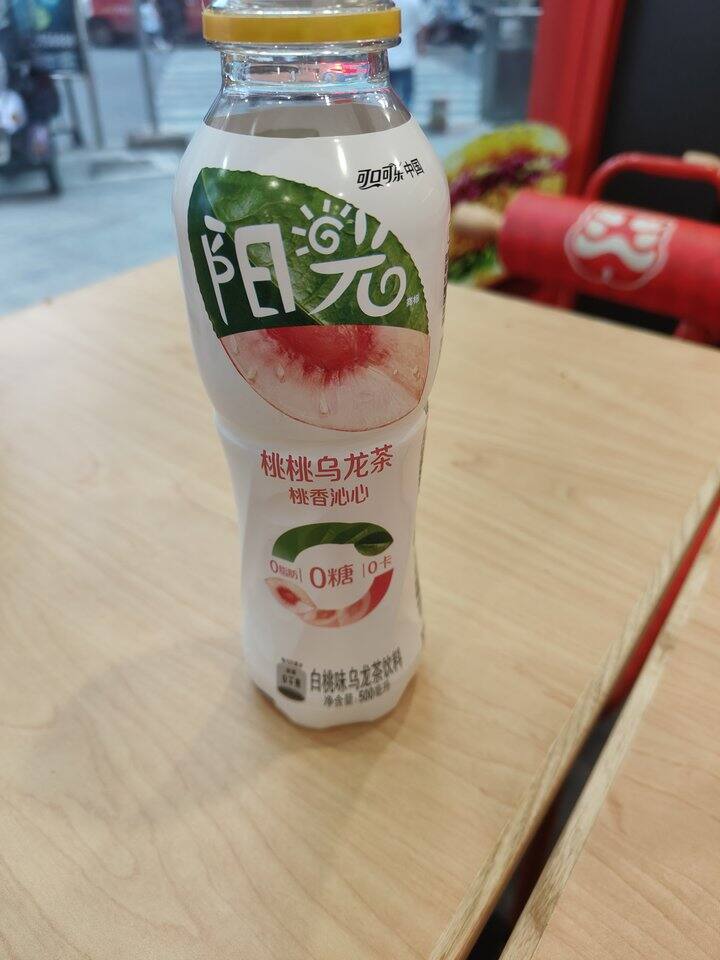 可口可乐中国
阳光
商标
桃桃乌龙茶
桃香沁心
0脂肪 0糖 0卡
白桃味乌龙茶饮料
净含量:500毫升